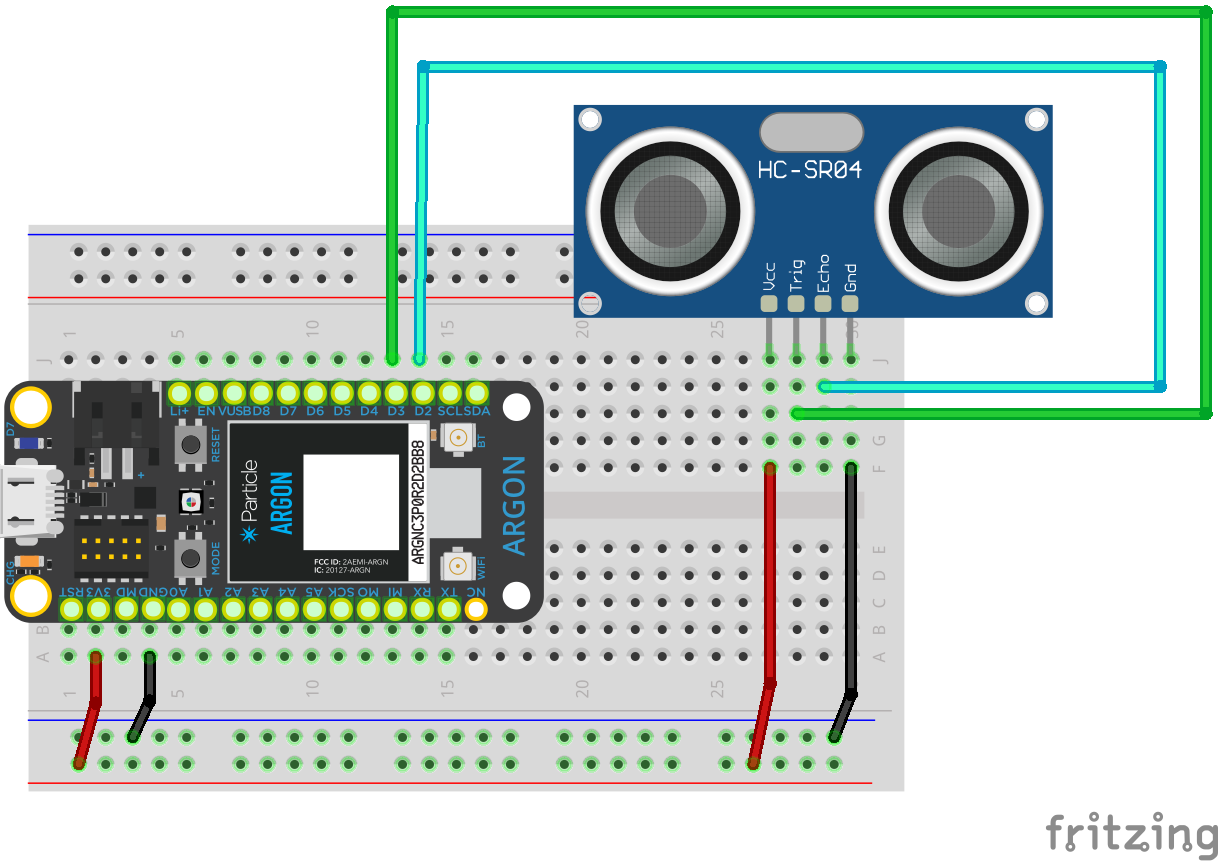 HC-SR04
Vcc
Trig
Echo
Gnd
1
5
10
15
20
25
30
J
J
Li+ EN VUSB D8 D7 D6 D5 D4 D3 D2 SCL SDA
D7
RESET
BT
G
F
+
Particle
ARGON
ARGNC3P0R2D2BB8
ARGON
FCC ID: 2AEMI-ARGN
IC: 20127-ARGN
MODE
WiFi
CHG
E
D
C
RST 3V3 MD GND A0 A1 A2 A3 A4 A5 SCK MO MI RX TX NC
B
B
A
A
1
5
10
15
20
25
fritzing